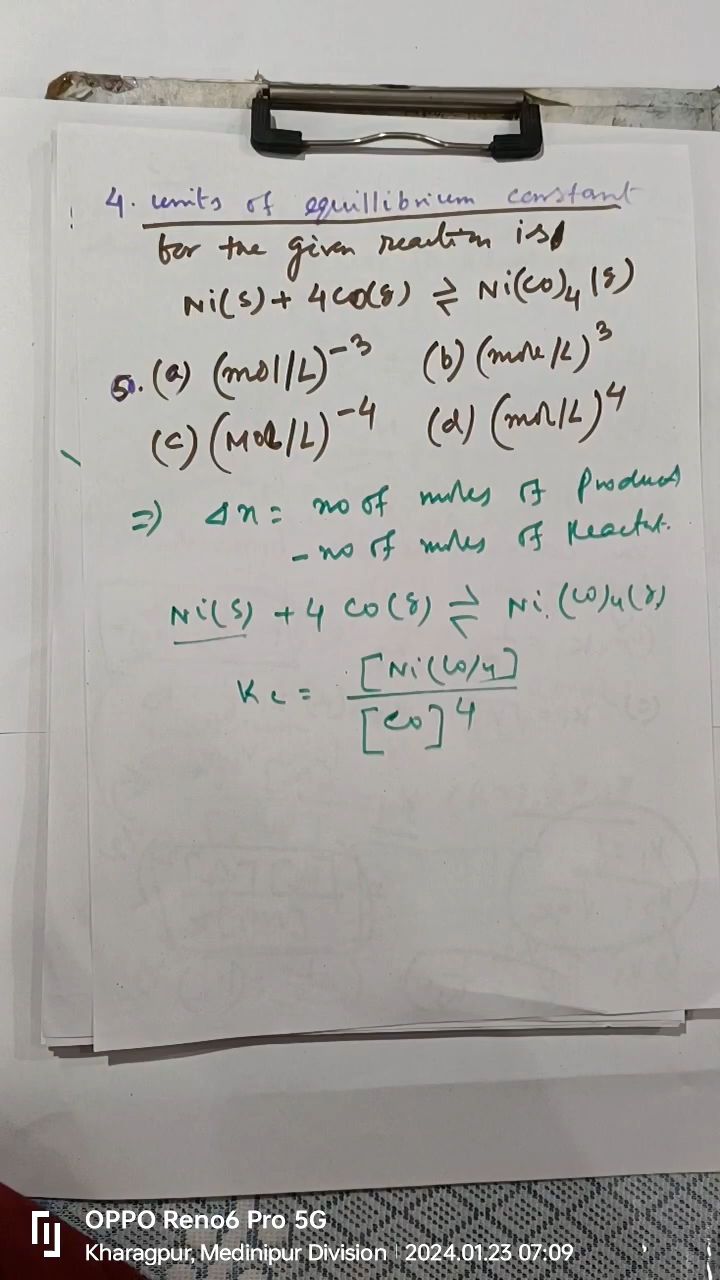 4. units of equillibrium constant
for the given reaction is
Ni(s) + 4CO(g) ⇌ Ni(CO)₄ (g)
5. (a) (mol/L)⁻³ (b) (mole/L)³
(c) (Mol/L)⁻⁴ (d) (mol/L)⁴
⇒ Δn = no of moles of Product
- no of moles of Reactat.
Ni(s) + 4 CO(g) ⇌ Ni.(CO)₄(g)
Kc = [Ni(CO)4]
[CO]⁴
OPPO Reno6 Pro 5G
Kharagpur, Medinipur Division | 2024.01.23 07:09